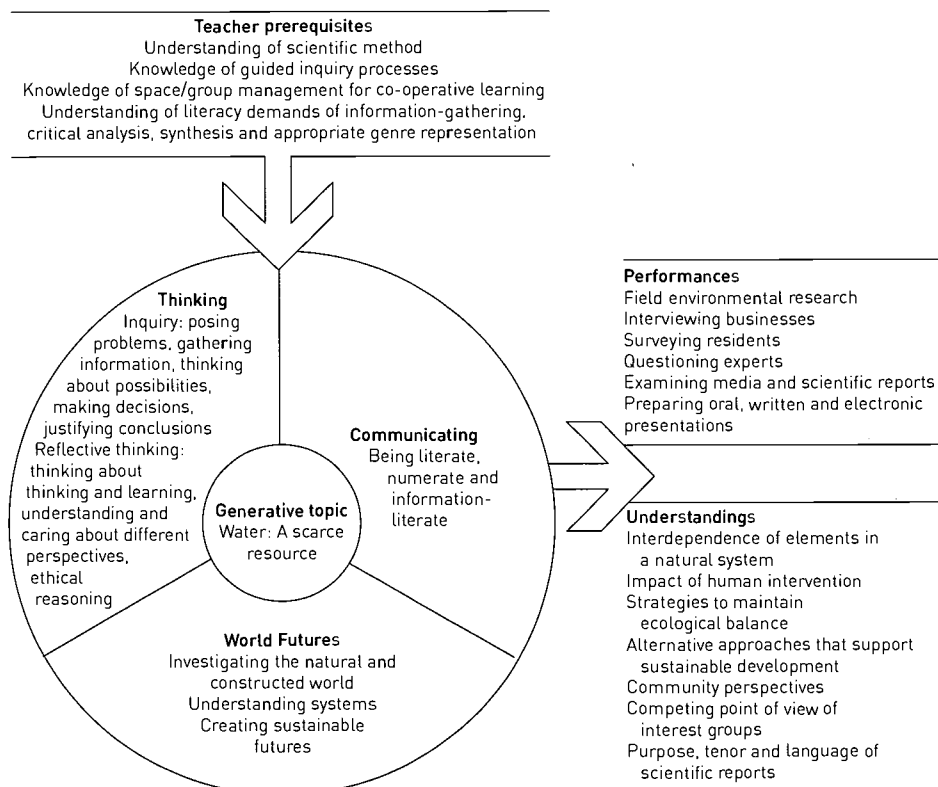 Teacher prerequisites
Understanding of scientific method
Knowledge of guided inquiry processes
Knowledge of space/group management for co-operative learning
Understanding of literacy demands of information-gathering,
critical analysis, synthesis and appropriate genre representation
Thinking
Inquiry: posing
problems, gathering
information, thinking
about possibilities,
making decisions,
justifying conclusions
Reflective thinking:
thinking about
thinking and learning,
understanding and
caring about different
perspectives,
ethical
reasoning
Communicating
Being literate,
numerate and
information-
literate
Generative topic
Water: A scarce
resource
World Futures
Investigating the natural and
constructed world
Understanding systems
Creating sustainable
futures
Performances
Field environmental research
Interviewing businesses
Surveying residents
Questioning experts
Examining media and scientific reports
Preparing oral, written and electronic
presentations
Understandings
Interdependence of elements in
a natural system
Impact of human intervention
Strategies to maintain
ecological balance
Alternative approaches that support
sustainable development
Community perspectives
Competing point of view of
interest groups
Purpose, tenor and language of
scientific reports